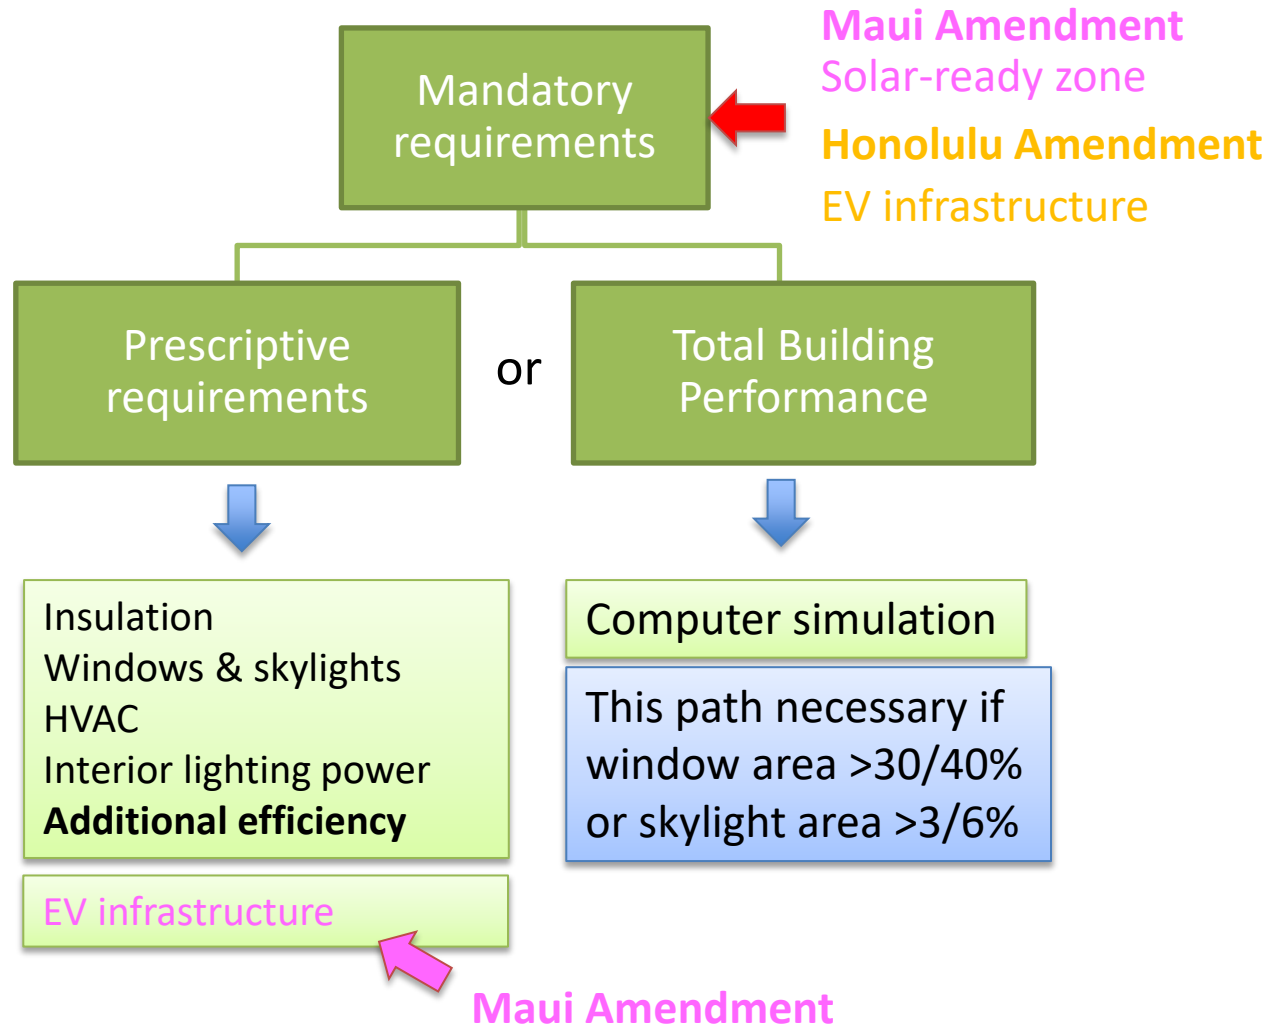 Maui Amendment
Solar-ready zone
Honolulu Amendment
EV infrastructure
Mandatory
requirements
Prescriptive
requirements
or
Total Building
Performance
Insulation
Windows & skylights
HVAC
Interior lighting power
Additional efficiency
EV infrastructure
Maui Amendment
Computer simulation
This path necessary if
window area >30/40%
or skylight area >3/6%